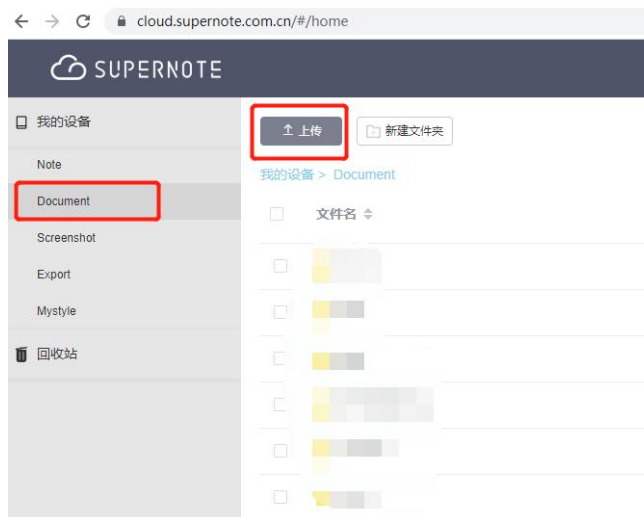 cloud.supernote.com.cn/#/home
SUPERNOTE
我的设备
Note
Document
Screenshot
Export
Mystyle
回收站
上传 新建文件夹
我的设备 > Document
文件名